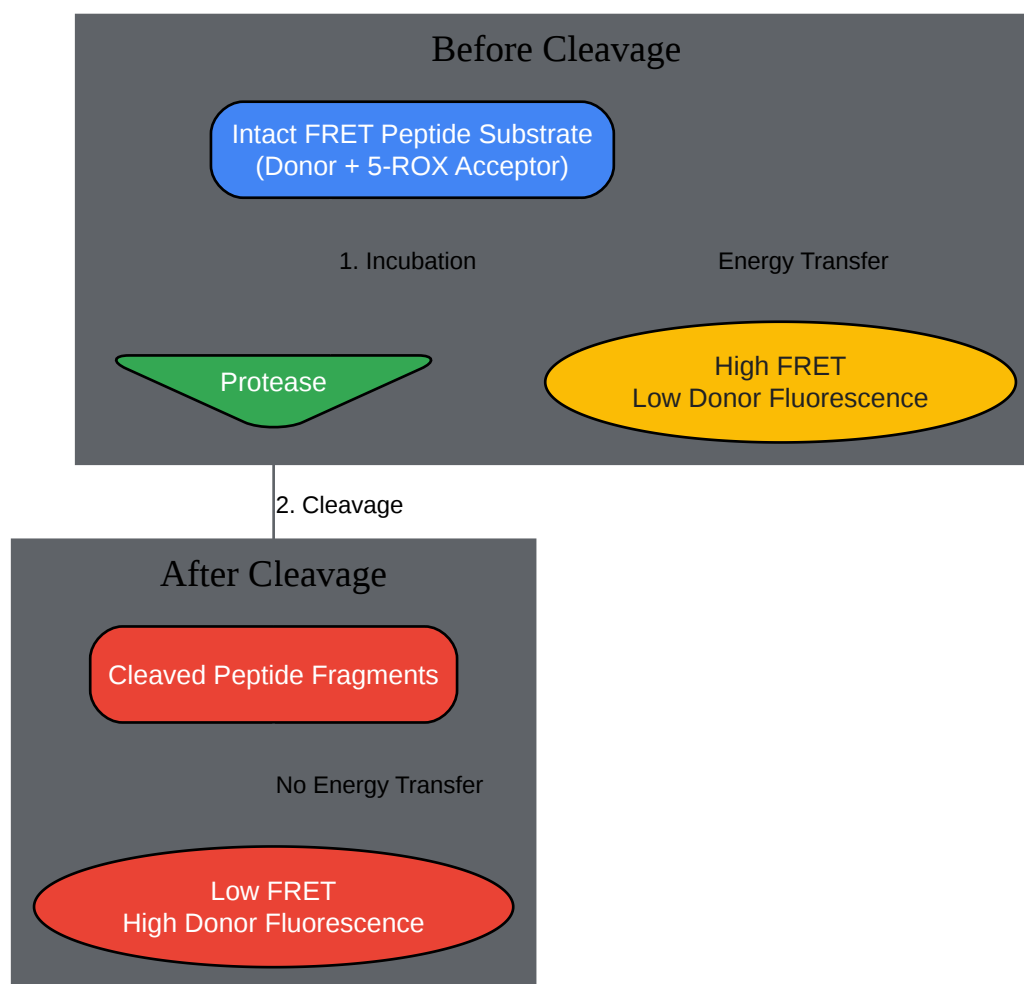 Before Cleavage
Intact FRET Peptide Substrate
(Donor + 5-ROX Acceptor)
1. Incubation
Energy Transfer
Protease
High FRET
Low Donor Fluorescence
2. Cleavage
After Cleavage
Cleaved Peptide Fragments
No Energy Transfer
Low FRET
High Donor Fluorescence